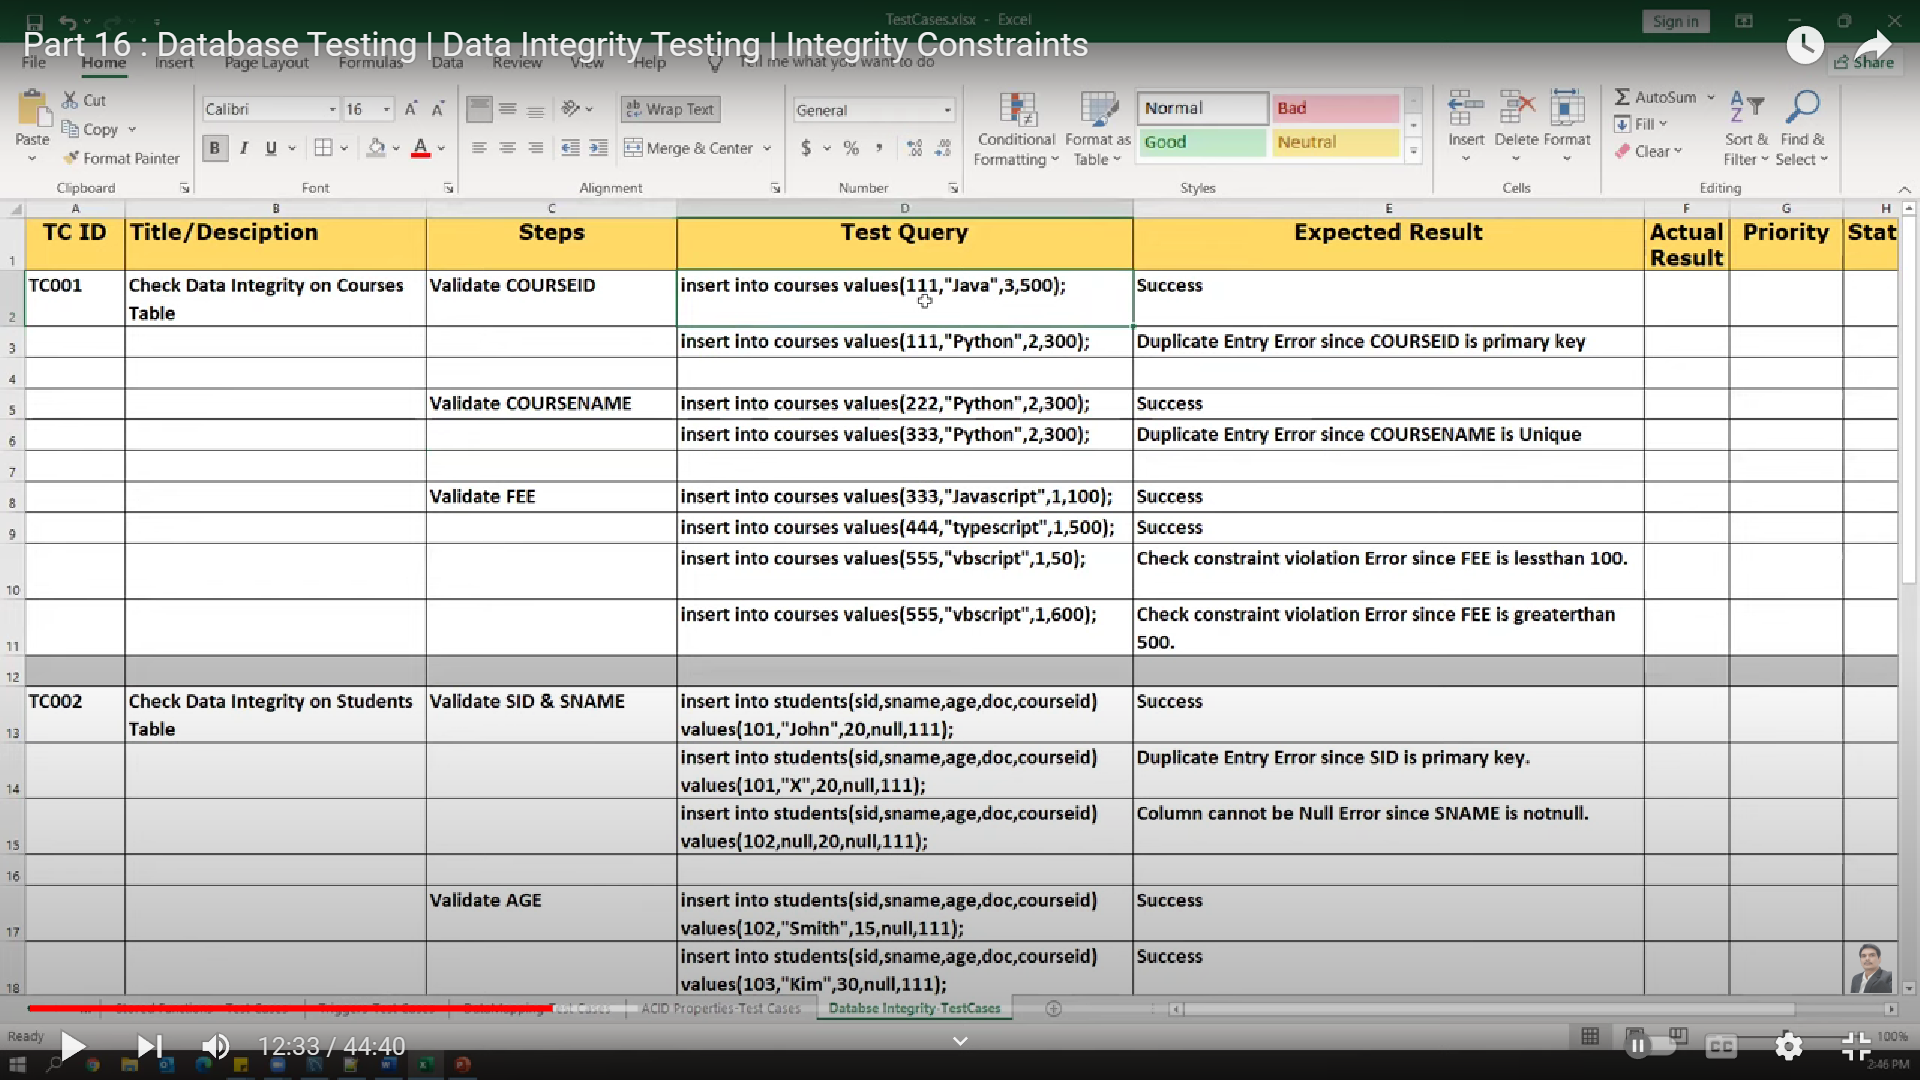 TestCases.xlsx - Excel
Sign in
Part 16 : Database Testing | Data Integrity Testing | Integrity Constraints
File Home Insert Page Layout Formulas Data Review View Help Tell me what you want to do
Share
Paste
Cut
Copy
Format Painter
Clipboard
Calibri 16
B I U
Font
Wrap Text
Merge & Center
Alignment
General
$ % ,
Number
Conditional Formatting
Format as Table
Normal Bad
Good Neutral
Styles
Insert Delete Format
Cells
AutoSum
Fill
Clear
Sort & Filter
Find & Select
Editing
A B C D E F G H
1 TC ID Title/Desciption Steps Test Query Expected Result Actual Result Priority Stat
2 TC001 Check Data Integrity on Courses Table Validate COURSEID insert into courses values(111,"Java",3,500); Success
3 insert into courses values(111,"Python",2,300); Duplicate Entry Error since COURSEID is primary key
4
5 Validate COURSENAME insert into courses values(222,"Python",2,300); Success
6 insert into courses values(333,"Python",2,300); Duplicate Entry Error since COURSENAME is Unique
7
8 Validate FEE insert into courses values(333,"Javascript",1,100); Success
9 insert into courses values(444,"typescript",1,500); Success
10 insert into courses values(555,"vbscript",1,50); Check constraint violation Error since FEE is lessthan 100.
11 insert into courses values(555,"vbscript",1,600); Check constraint violation Error since FEE is greaterthan 500.
12
13 TC002 Check Data Integrity on Students Table Validate SID & SNAME insert into students(sid,sname,age,doc,courseid) values(101,"John",20,null,111); Success
14 insert into students(sid,sname,age,doc,courseid) values(101,"X",20,null,111); Duplicate Entry Error since SID is primary key.
15 insert into students(sid,sname,age,doc,courseid) values(102,null,20,null,111); Column cannot be Null Error since SNAME is notnull.
16
17 Validate AGE insert into students(sid,sname,age,doc,courseid) values(102,"Smith",15,null,111); Success
18 insert into students(sid,sname,age,doc,courseid) values(103,"Kim",30,null,111); Success
... Stored Functions - Test Cases Triggers-Test Cases DataMapping-Test Cases ACID Properties-Test Cases Databse Integrity-TestCases
Ready
100%
12:33 / 44:40
CC
2:46 PM